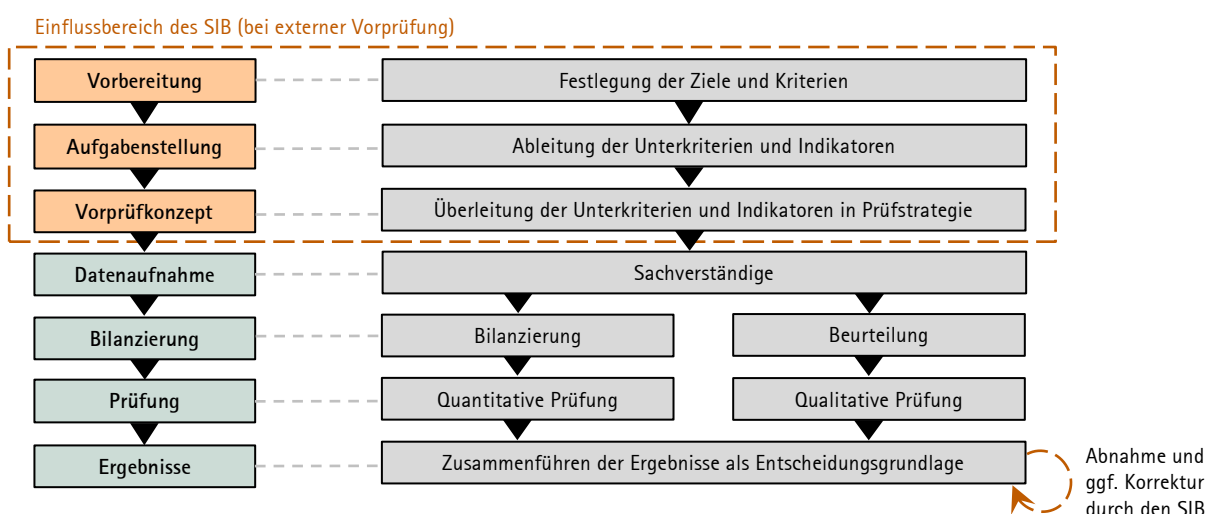 Einflussbereich des SIB (bei externer Vorprüfung)
Vorbereitung
Festlegung der Ziele und Kriterien
Aufgabenstellung
Ableitung der Unterkriterien und Indikatoren
Vorprüfkonzept
Überleitung der Unterkriterien und Indikatoren in Prüfstrategie
Datenaufnahme
Sachverständige
Bilanzierung
Bilanzierung
Beurteilung
Prüfung
Quantitative Prüfung
Qualitative Prüfung
Ergebnisse
Zusammenführen der Ergebnisse als Entscheidungsgrundlage
Abnahme und
ggf. Korrektur
durch den SIB